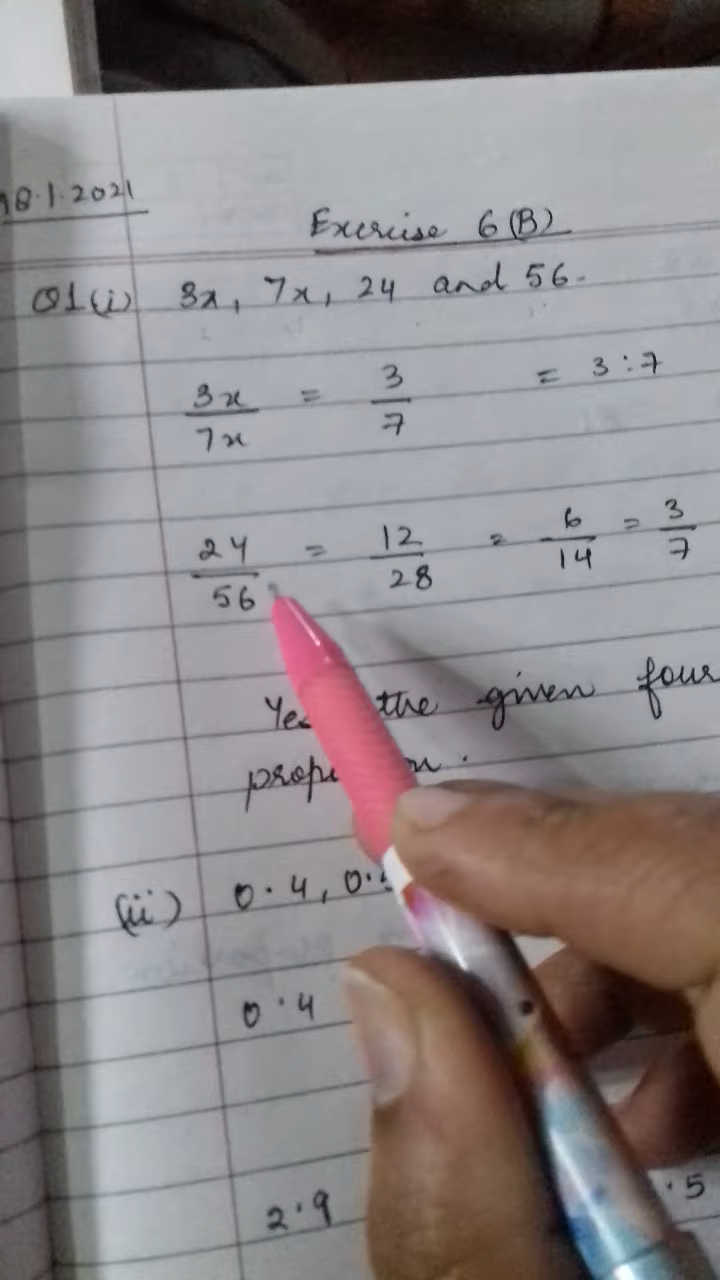 18.1.2021
Exercise 6(B)
Q1(i) 3x, 7x, 24 and 56.
3x/7x = 3/7 = 3:7
24/56 = 12/28 = 6/14 = 3/7
the given four
(ii) 0.4,
0.4
2.9 .5